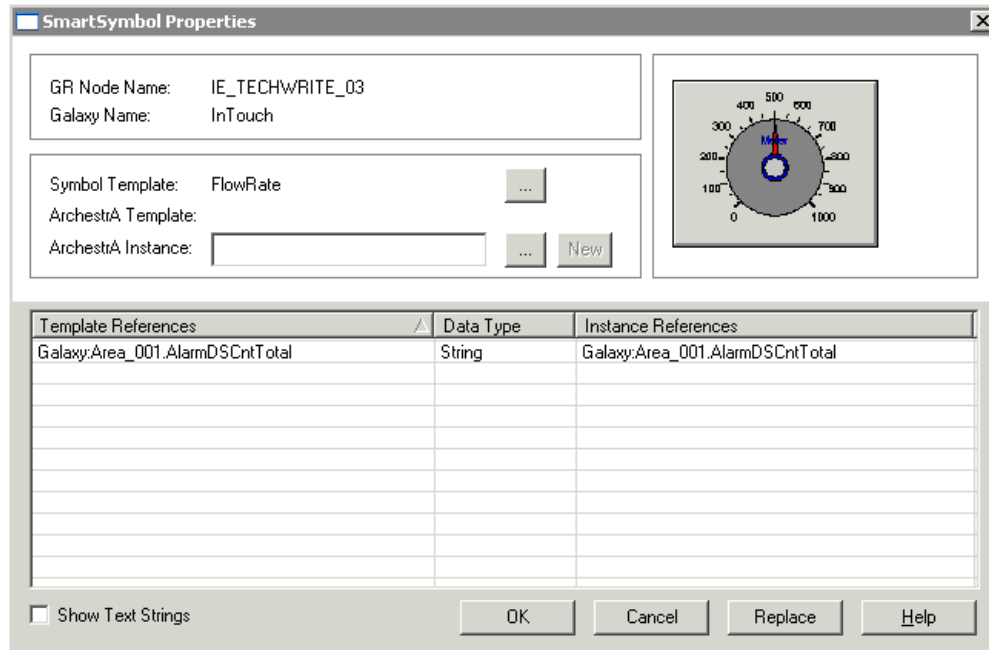 SmartSymbol Properties
GR Node Name: IE_TECHWRITE_03
Galaxy Name: InTouch
Symbol Template: FlowRate
...
ArchestrA Template:
ArchestrA Instance:
...
New
400 500 600
300 700
Meter
200 800
100 900
0 1000
Template References Data Type Instance References
Galaxy:Area_001.AlarmDSCntTotal String Galaxy:Area_001.AlarmDSCntTotal
Show Text Strings
OK Cancel Replace Help